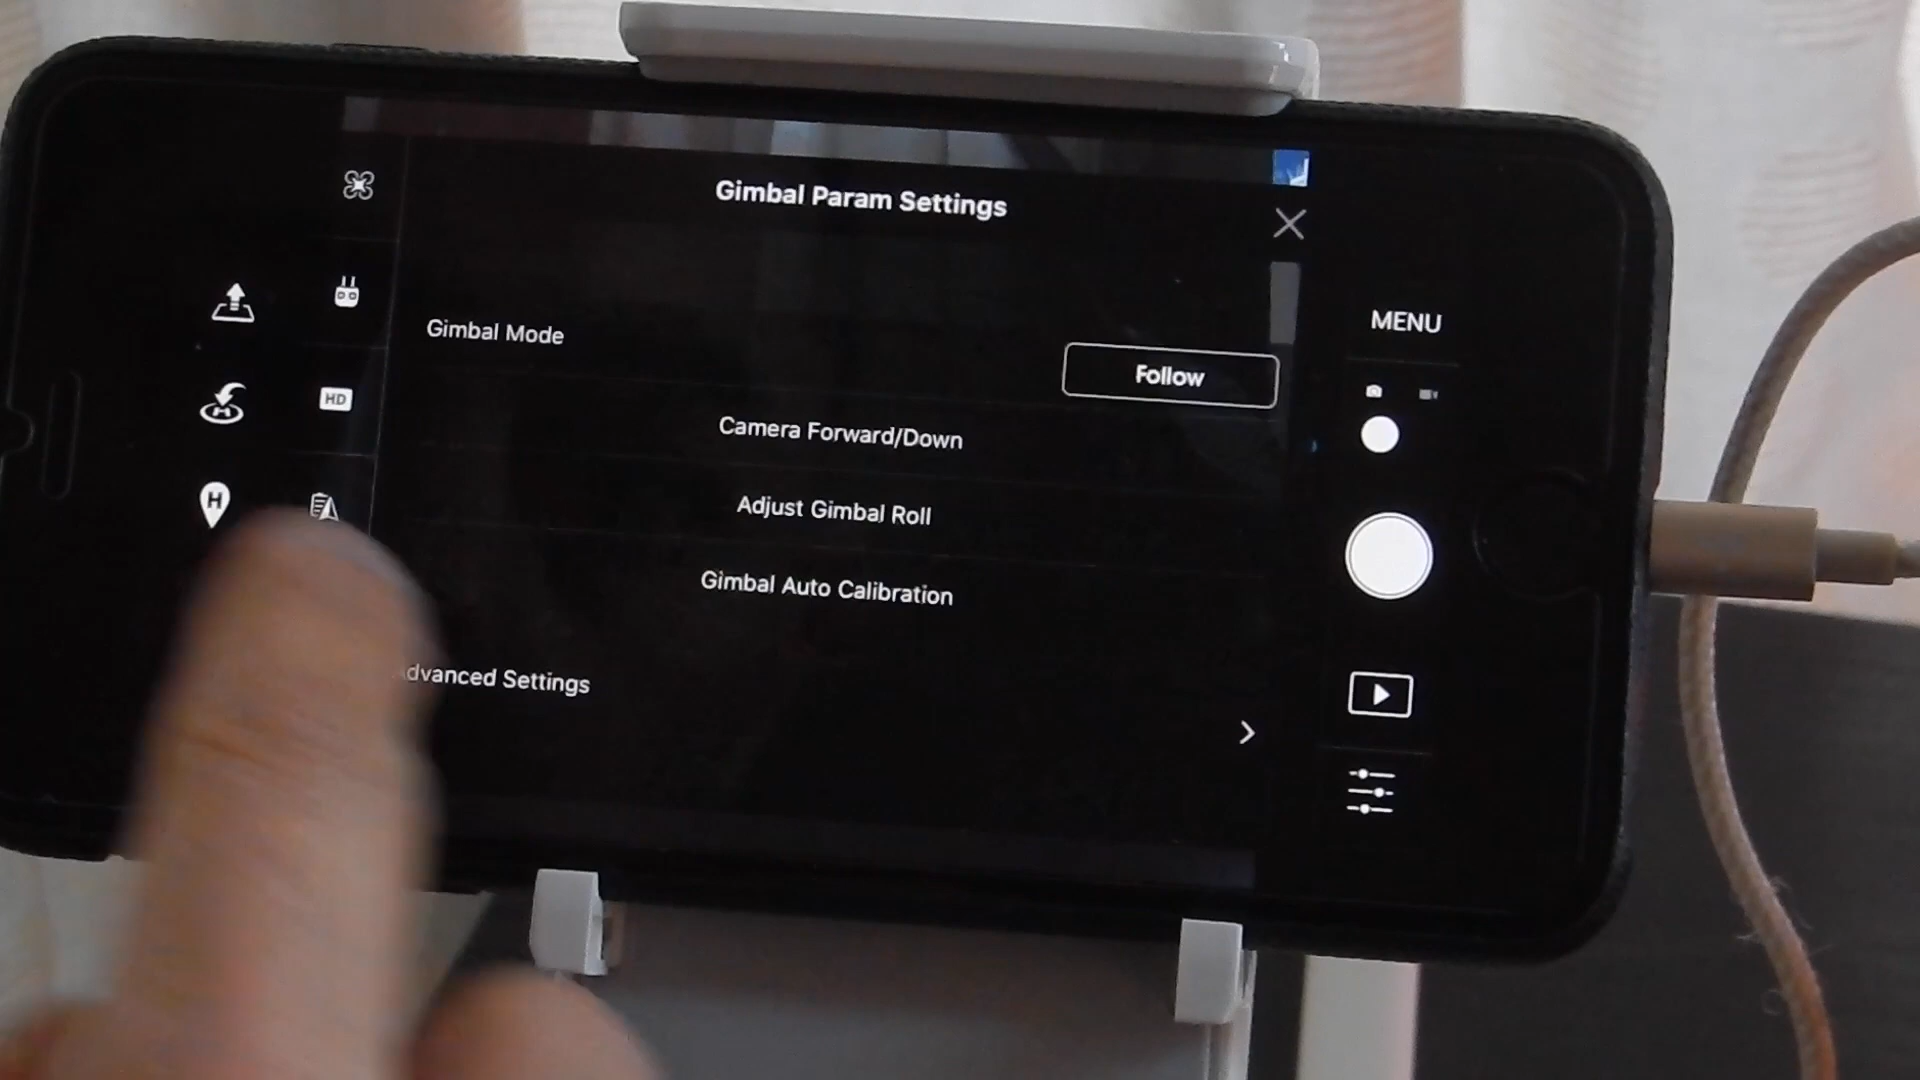 Gimbal Param Settings
MENU
Gimbal Mode
Follow
HD
Camera Forward/Down
H
Adjust Gimbal Roll
Gimbal Auto Calibration
dvanced Settings